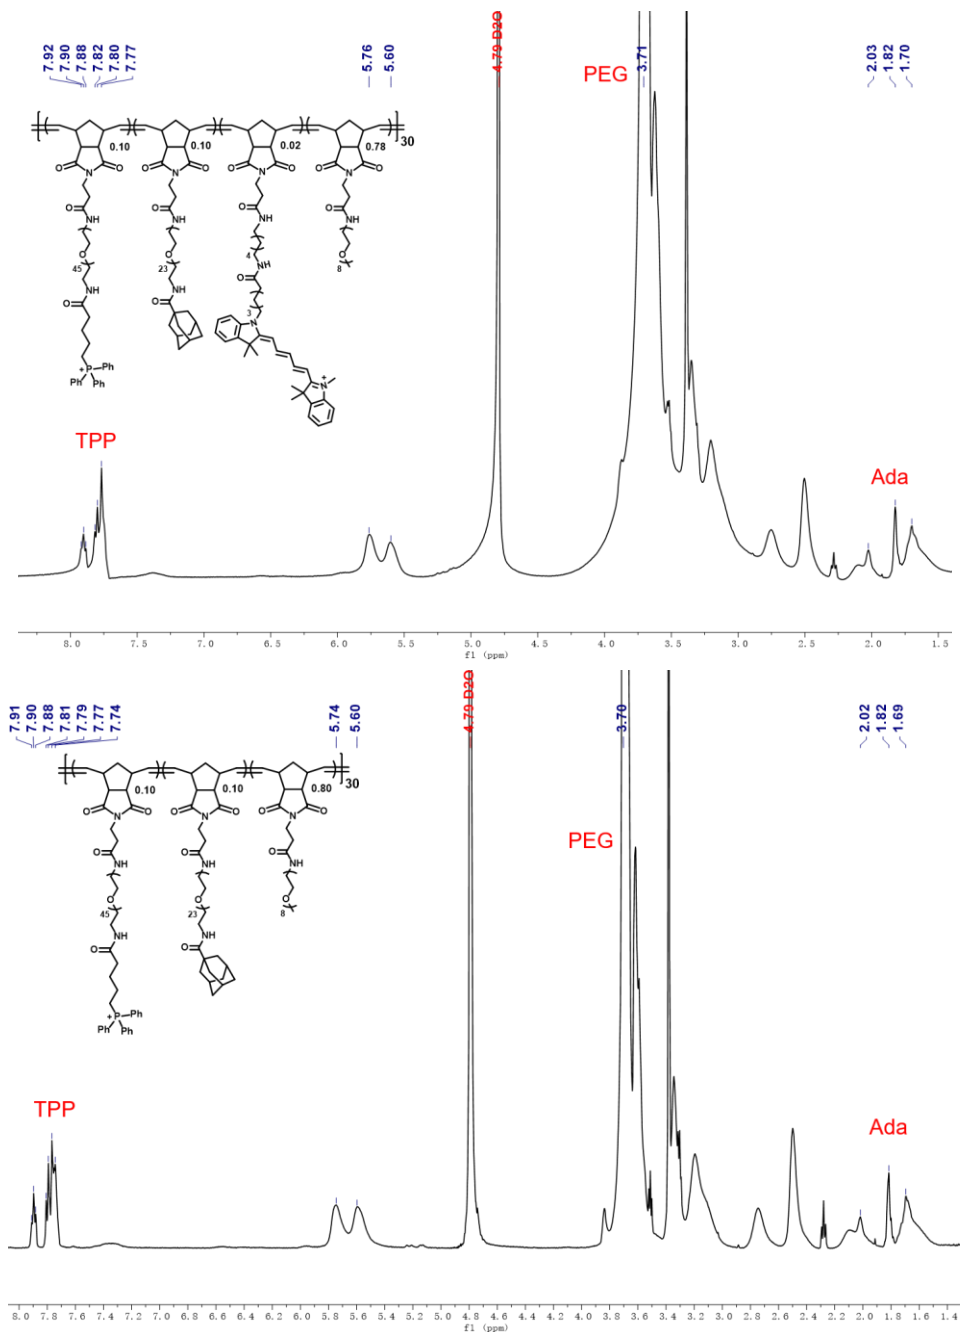 7.92
7.90
7.88
7.82
7.80
7.77
5.76
5.60
4.79 D2O
3.71
2.03
1.82
1.70
PEG
30
0.10
0.10
0.02
0.78
O
N
O
O
N
O
O
N
O
O
N
O
O
NH
O
NH
O
NH
O
NH
O
45
O
23
4
NH
O
O
8
NH
O
NH
O
3
N
P
+
Ph
Ph
Ph
N
+
TPP
Ada
8.0
7.5
7.0
6.5
6.0
5.5
5.0
4.5
4.0
3.5
3.0
2.5
2.0
1.5
f1 (ppm)
7.91
7.90
7.88
7.81
7.79
7.77
7.74
5.74
5.60
4.79 D2O
3.70
2.02
1.82
1.69
30
0.10
0.10
0.80
O
N
O
O
N
O
O
N
O
PEG
O
NH
O
NH
O
NH
O
45
O
23
O
8
NH
O
NH
O
P
+
Ph
Ph
Ph
TPP
Ada
8.0 7.8 7.6 7.4 7.2 7.0 6.8 6.6 6.4 6.2 6.0 5.8 5.6 5.4 5.2 5.0 4.8 4.6 4.4 4.2 4.0 3.8 3.6 3.4 3.2 3.0 2.8 2.6 2.4 2.2 2.0 1.8 1.6 1.4
f1 (ppm)